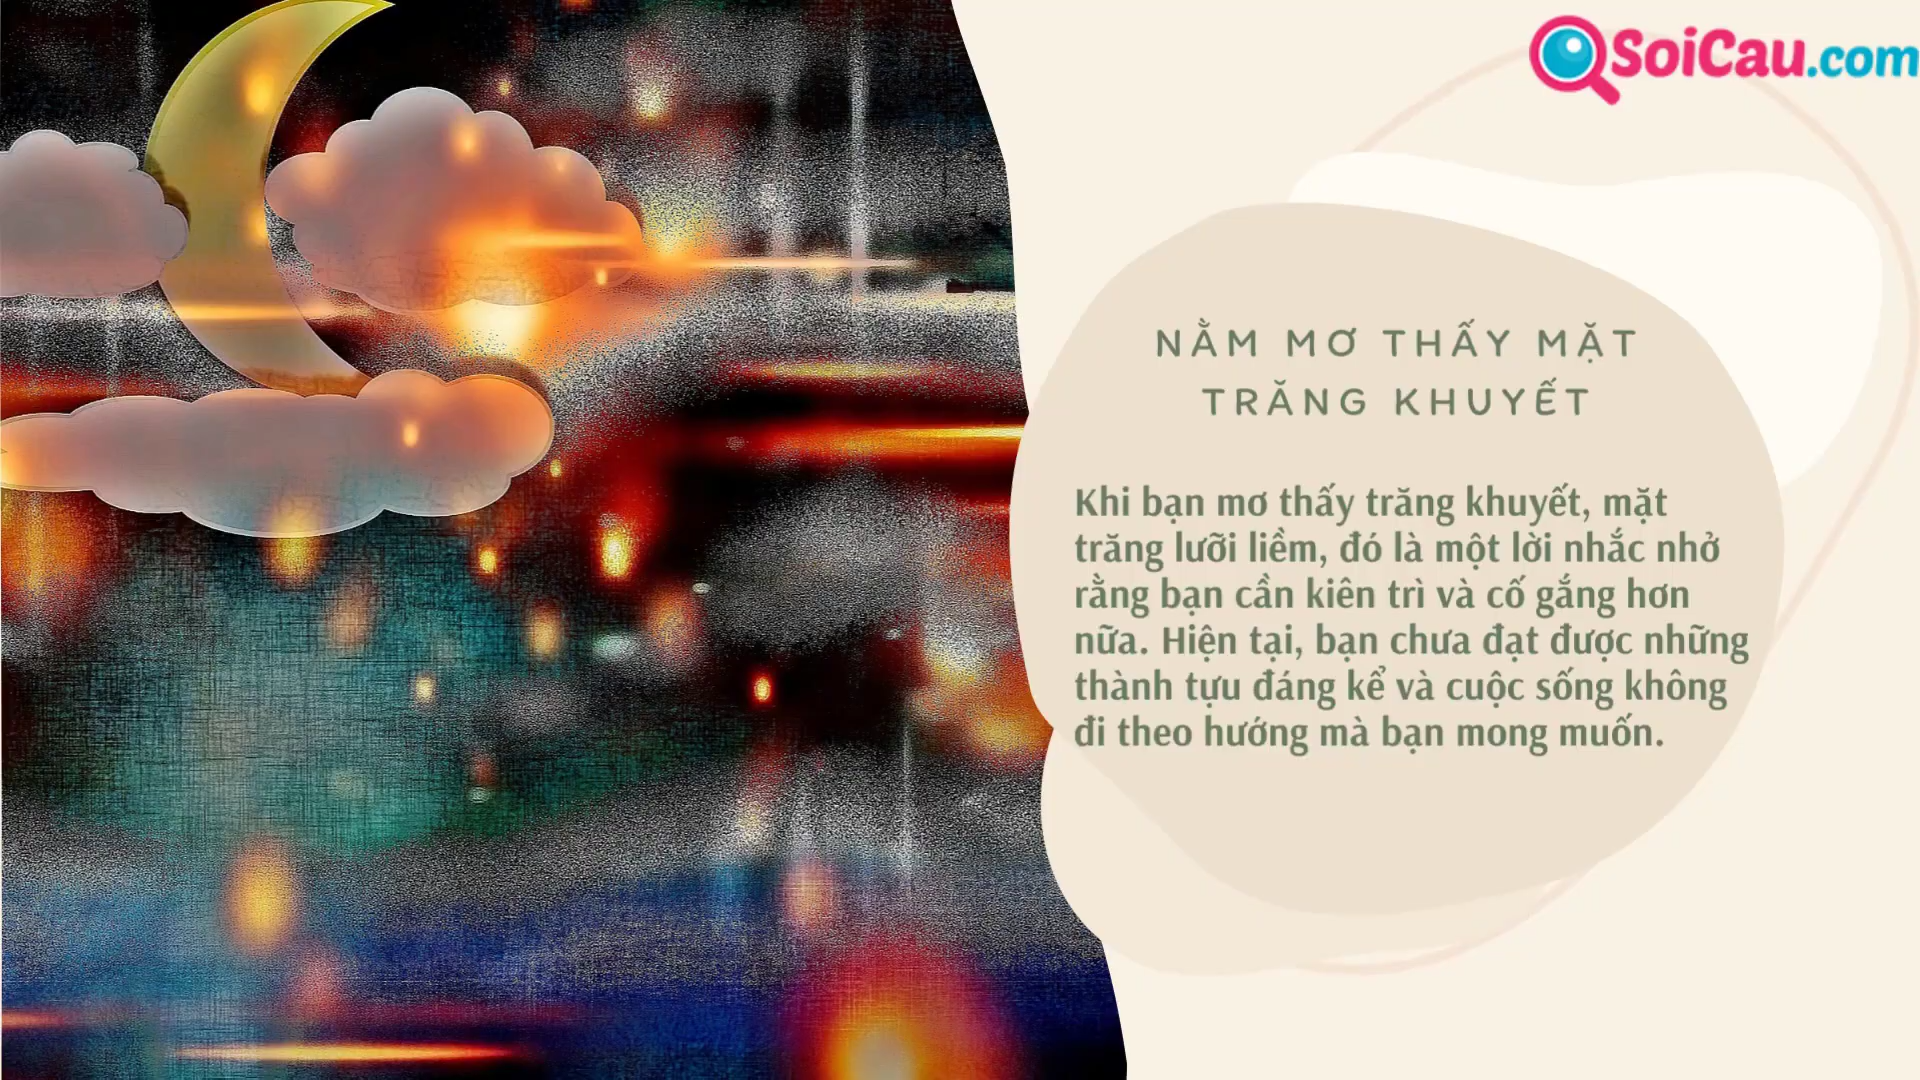 SoiCau.com
NẰM MƠ THẤY MẶT
TRĂNG KHUYẾT
Khi bạn mơ thấy trăng khuyết, mặt
trăng lưỡi liềm, đó là một lời nhắc nhở
rằng bạn cần kiên trì và cố gắng hơn
nữa. Hiện tại, bạn chưa đạt được những
thành tựu đáng kể và cuộc sống không
đi theo hướng mà bạn mong muốn.